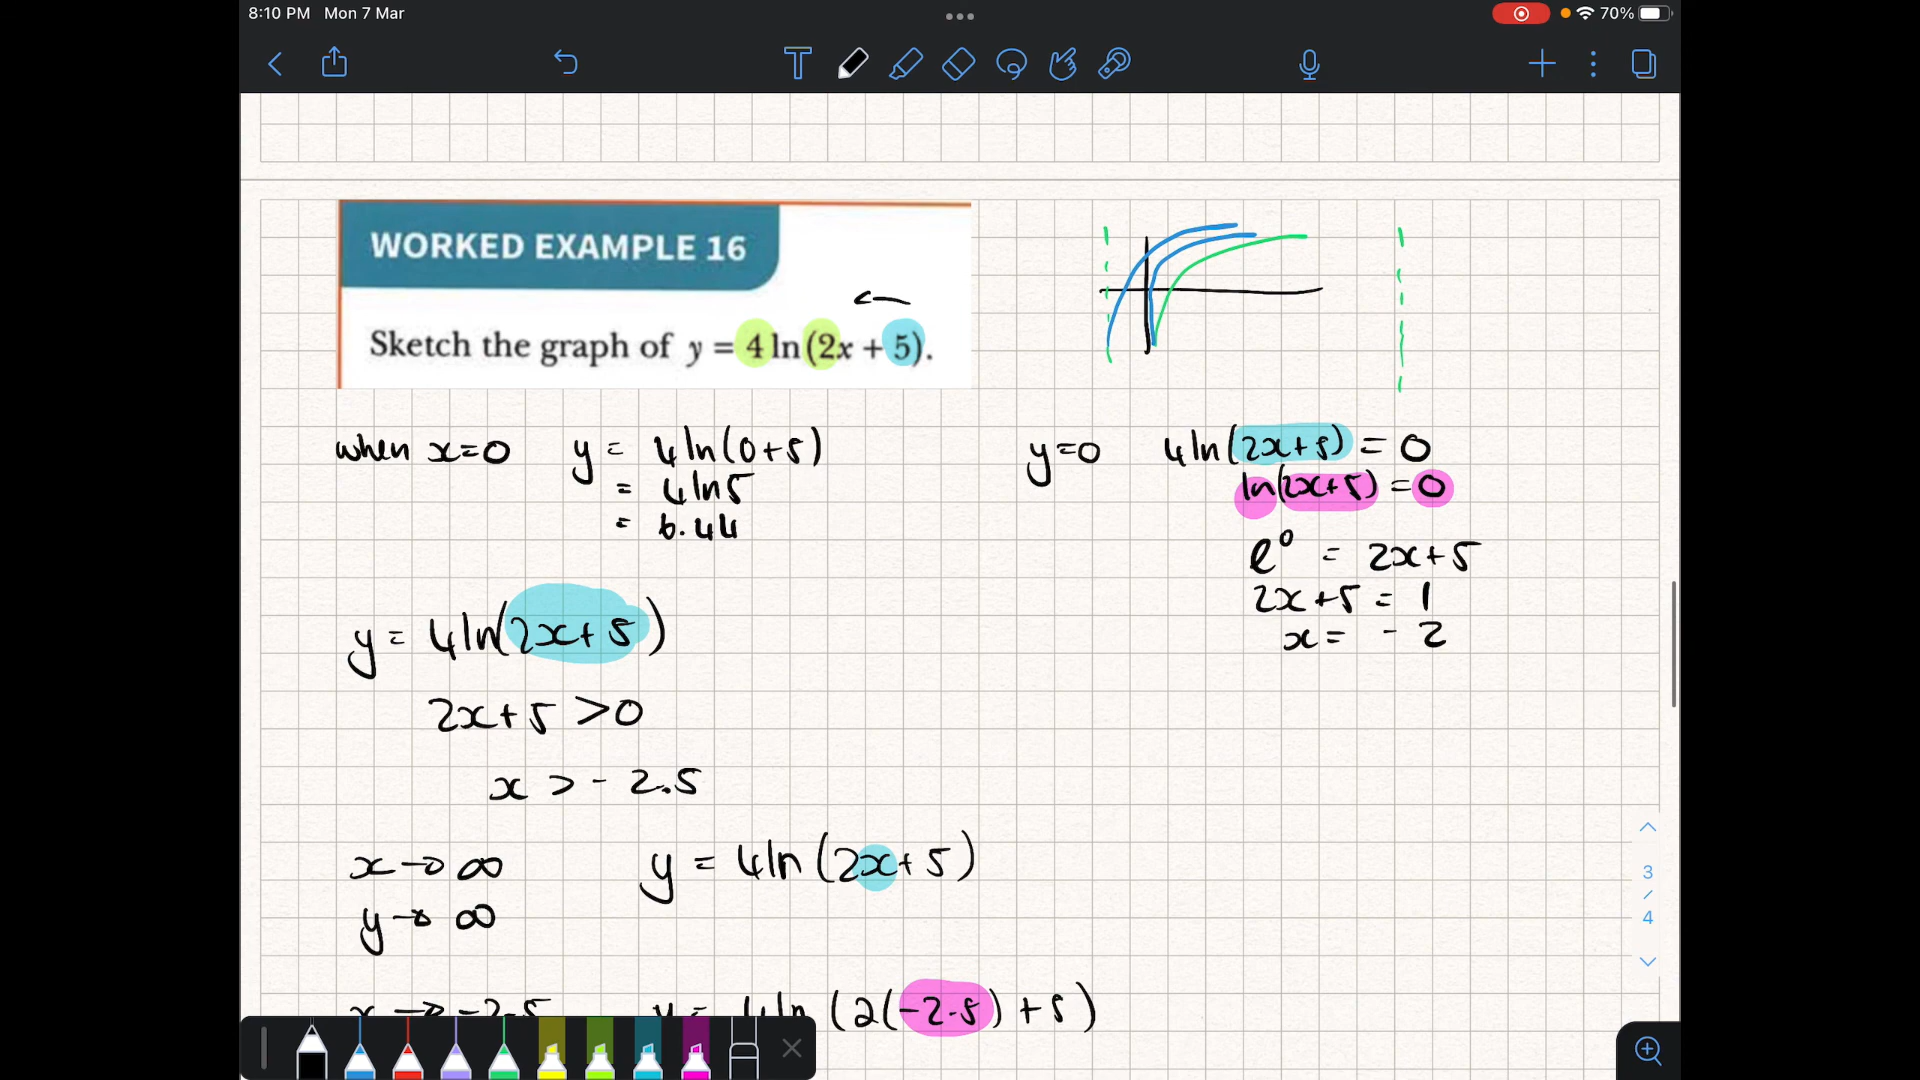 8:10 PM Mon 7 Mar
70%
WORKED EXAMPLE 16
Sketch the graph of y = 4 ln(2x + 5).
when x=0 y = 4ln(0+5)
= 4ln5
= 6.44
y=0 4ln(2x+5) = 0
ln(2x+5) = 0
e⁰ = 2x+5
2x+5 = 1
x = -2
y = 4ln(2x+5)
2x+5 >0
x > -2.5
x → ∞ y = 4ln(2x+5)
y → ∞
x → -2.5 y = 4ln (2(-2.5)+5)
3
/
4